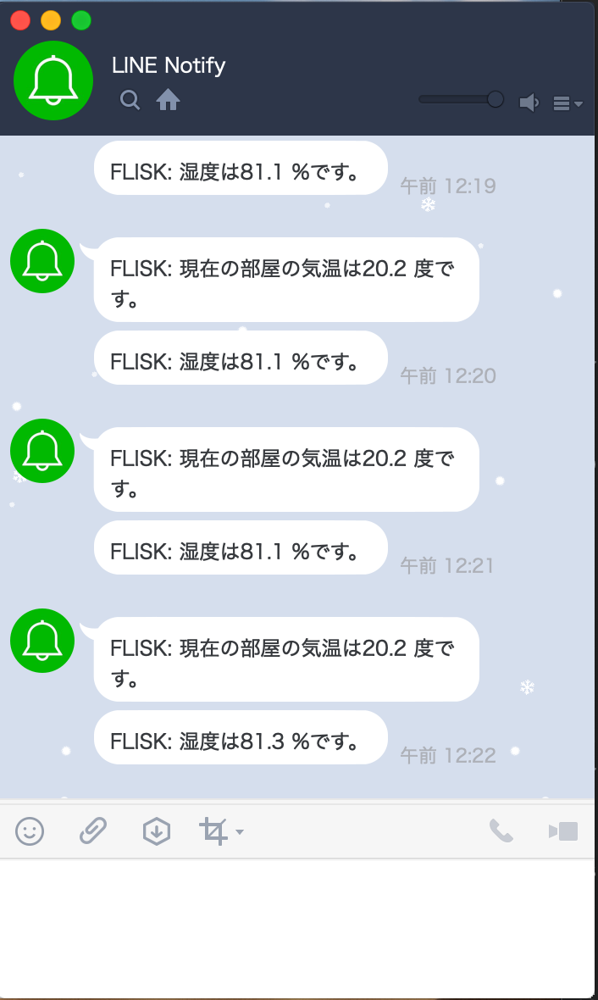 LINE Notify
FLISK: 湿度は81.1 %です。
午前 12:19
FLISK: 現在の部屋の気温は20.2 度で
す。
FLISK: 湿度は81.1 %です。
午前 12:20
FLISK: 現在の部屋の気温は20.2 度で
す。
FLISK: 湿度は81.1 %です。
午前 12:21
FLISK: 現在の部屋の気温は20.2 度で
す。
FLISK: 湿度は81.3 %です。
午前 12:22